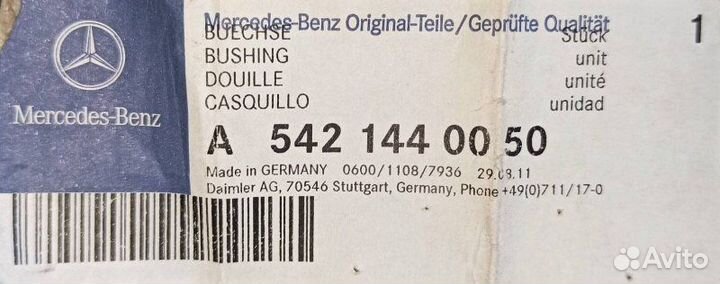 Mercedes-Benz
Mercedes-Benz Original-Teile/Geprüfte Qualität
BUECHSE Stück 1
BUSHING unit
DOUILLE unité
CASQUILLO unidad
A 542 144 00 50
Made in GERMANY 0600/1108/7936 29.08.11
Daimler AG, 70546 Stuttgart, Germany, Phone +49(0)711/17-0
Avito